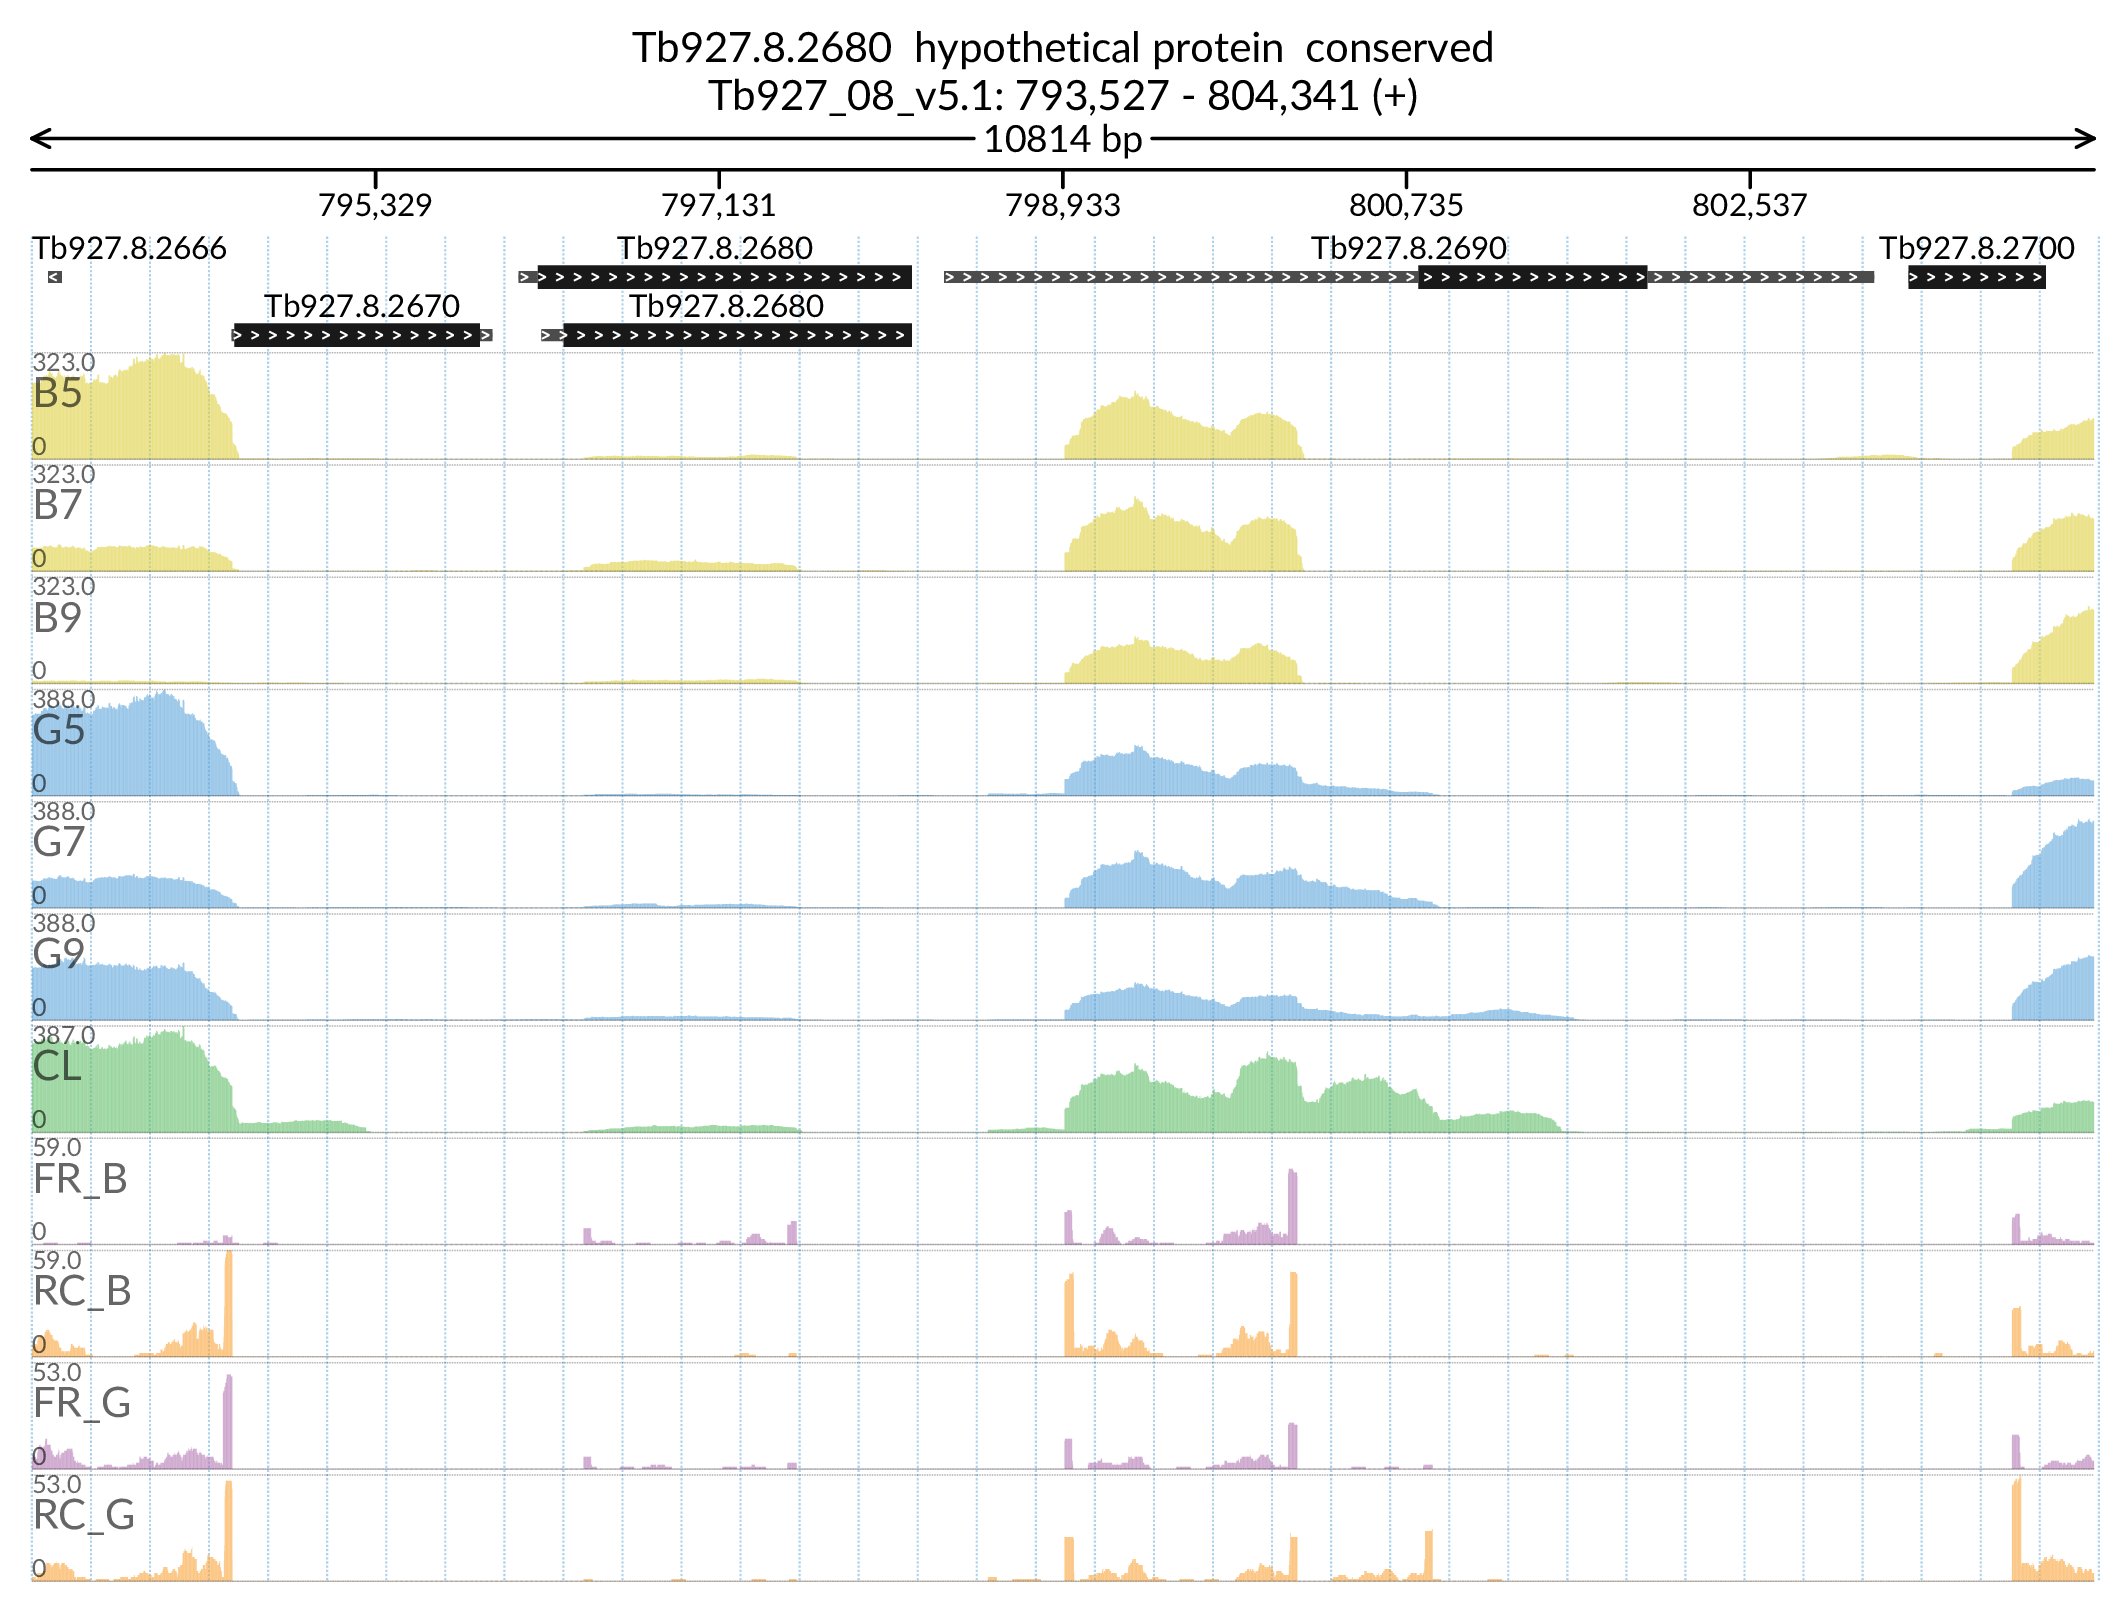 Tb927.8.2680  hypothetical protein  conserved
Tb927_08_v5.1: 793,527 - 804,341 (+)
10814 bp
795,329 797,131 798,933 800,735 802,537
Tb927.8.2666 Tb927.8.2680 Tb927.8.2690 Tb927.8.2700
Tb927.8.2670 Tb927.8.2680
323.0
B5
0
323.0
B7
0
323.0
B9
0
388.0
G5
0
388.0
G7
0
388.0
G9
0
387.0
CL
0
59.0
FR_B
0
59.0
RC_B
0
53.0
FR_G
0
53.0
RC_G
0